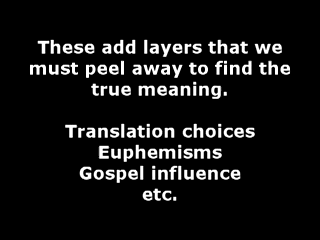 These add layers that we
must peel away to find the
true meaning.
Translation choices
Euphemisms
Gospel influence
etc.